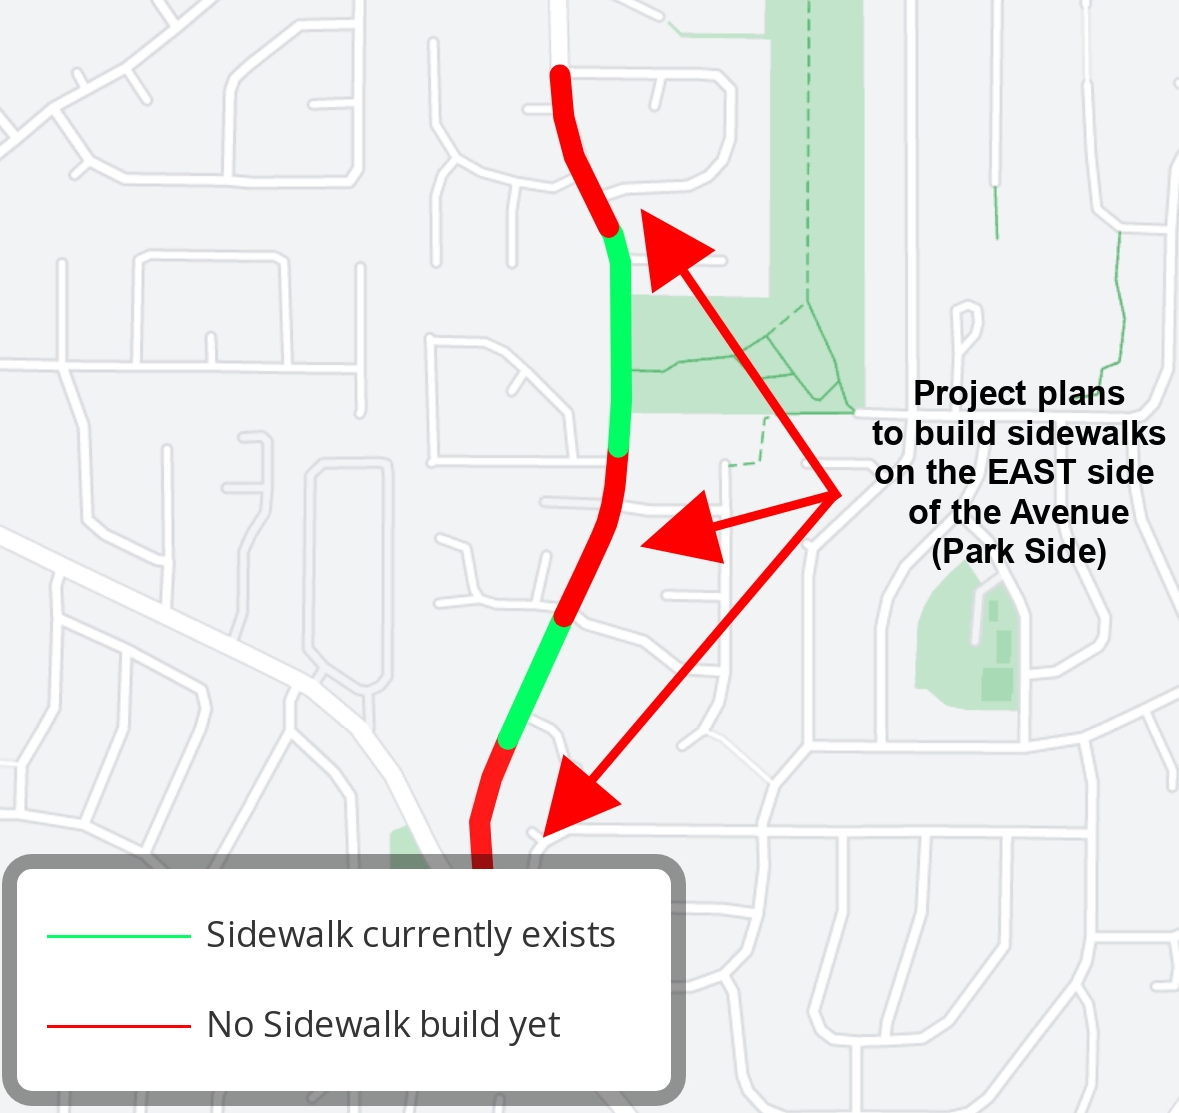 Project plans
to build sidewalks
on the EAST side
of the Avenue
(Park Side)
Sidewalk currently exists
No Sidewalk build yet